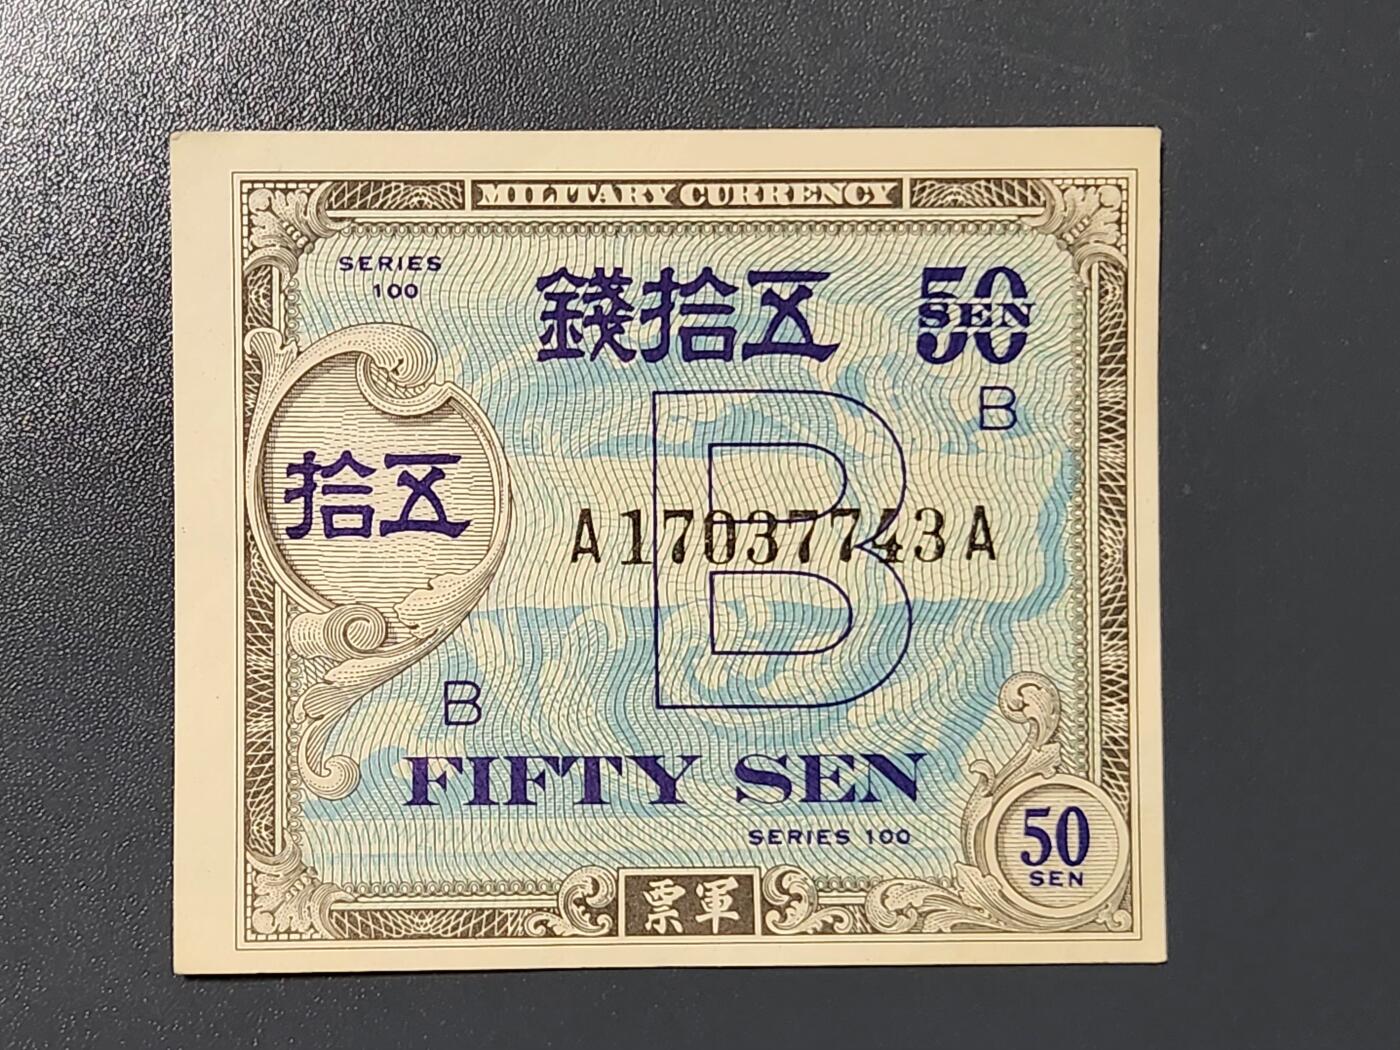 MILITARY CURRENCY
SERIES
100
錢拾五
50
SEN
B
拾五
B
A17037743A
B
FIFTY SEN
SERIES 100
50
SEN
票軍